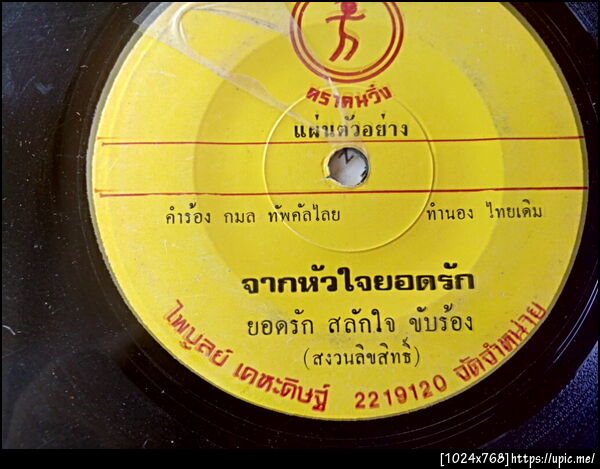 ตราคนวิ่ง
แผ่นตัวอย่าง
คำร้อง กมล ทัพคัลไลย ทำนอง ไทยเดิม
จากหัวใจยอดรัก
ยอดรัก สลักใจ ขับร้อง
(สงวนลิขสิทธิ์)
ไพบูลย์ เคหะดิษฐ์ 2219120 จัดจำหน่าย
[1024x768]https://upic.me/